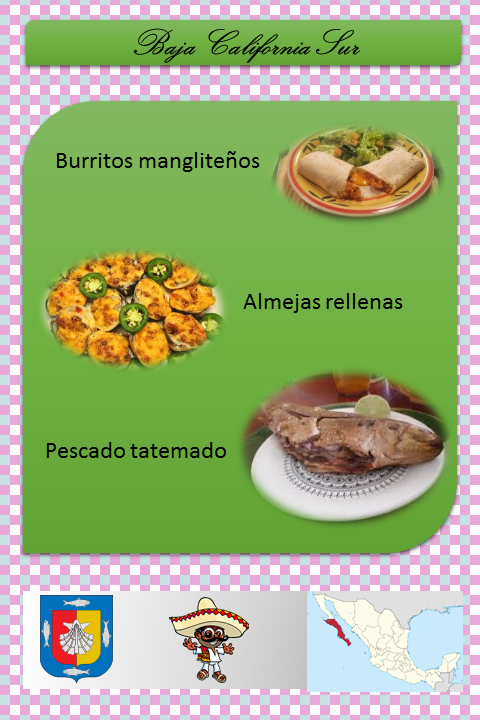 Baja California Sur
Burritos mangliteños
Almejas rellenas
Pescado tatemado